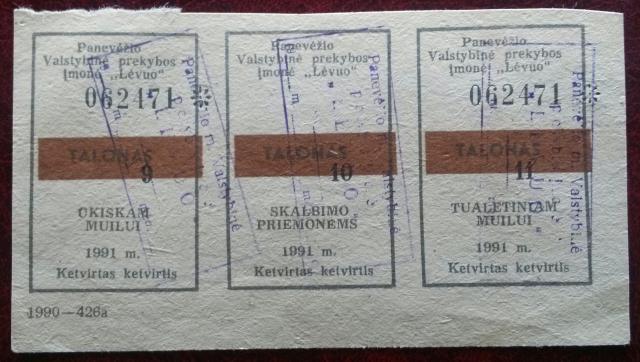 Panevėžio
Valstybinė prekybos
įmonė „Lėvuo"
062471
TALONAS
9
ŪKIŠKAM
MUILUI
1991 m.
Ketvirtas ketvirtis
Panevėžio
Valstybinė prekybos
įmonė „Lėvuo"
TALONAS
10
SKALBIMO
PRIEMONĖMS
1991 m.
Ketvirtas ketvirtis
Panevėžio
Valstybinė prekybos
įmonė „Lėvuo"
062471
TALONAS
11
TUALETINIAM
MUILUI
1991 m.
Ketvirtas ketvirtis
1990—426a